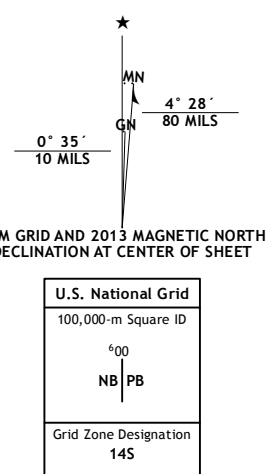 ★
MN
GN
4° 28´
80 MILS
0° 35´
10 MILS
M GRID AND 2013 MAGNETIC NORTH
DECLINATION AT CENTER OF SHEET
U.S. National Grid
100,000-m Square ID
⁶00
NB PB
Grid Zone Designation
14S